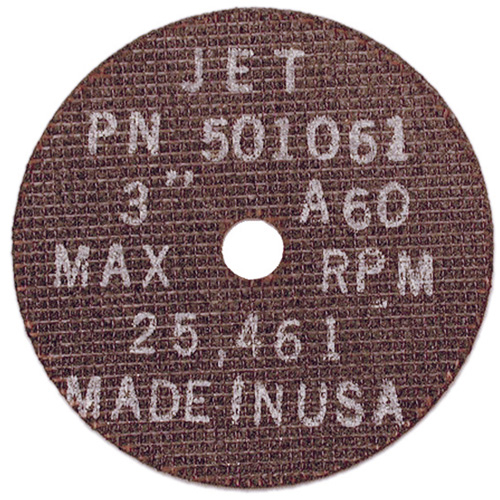 JET
PN 501061
3" A60
MAX RPM
25,461
MADE IN USA